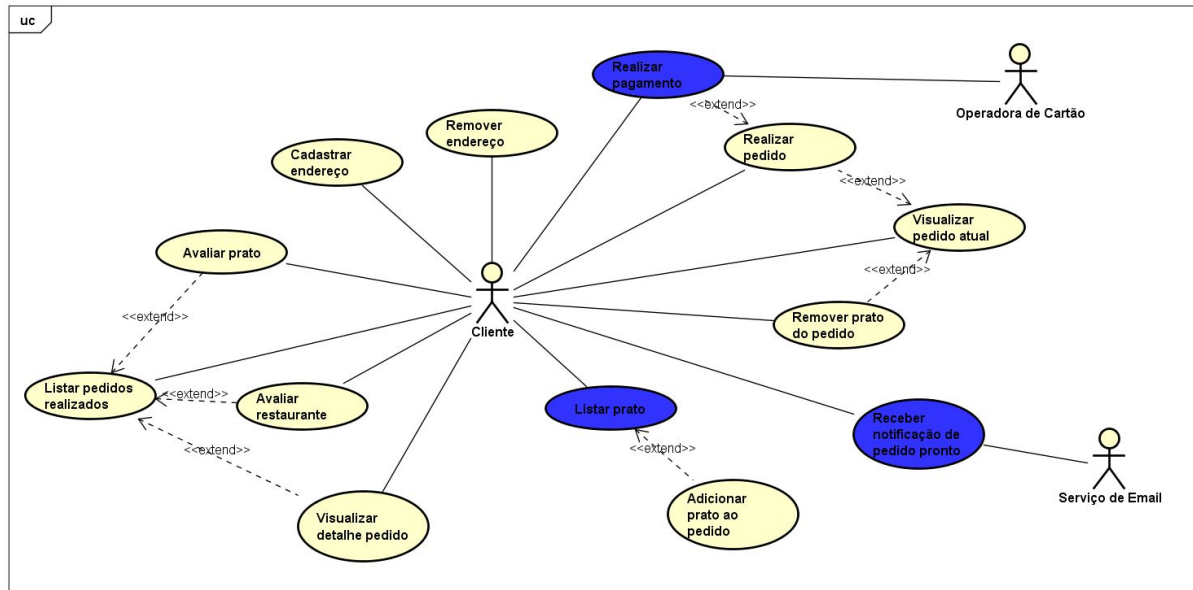 uc
Realizar
pagamento
Operadora de Cartão
<<extend>>
Remover
endereço
Realizar
pedido
Cadastrar
endereço
<<extend>>
Visualizar
pedido atual
Avaliar prato
<<extend>>
Cliente
<<extend>>
Remover prato
do pedido
Listar pedidos
realizados
<<extend>>
Avaliar
restaurante
Listar prato
Receber
notificação de
pedido pronto
<<extend>>
<<extend>>
Serviço de Email
Visualizar
detalhe pedido
Adicionar
prato ao
pedido